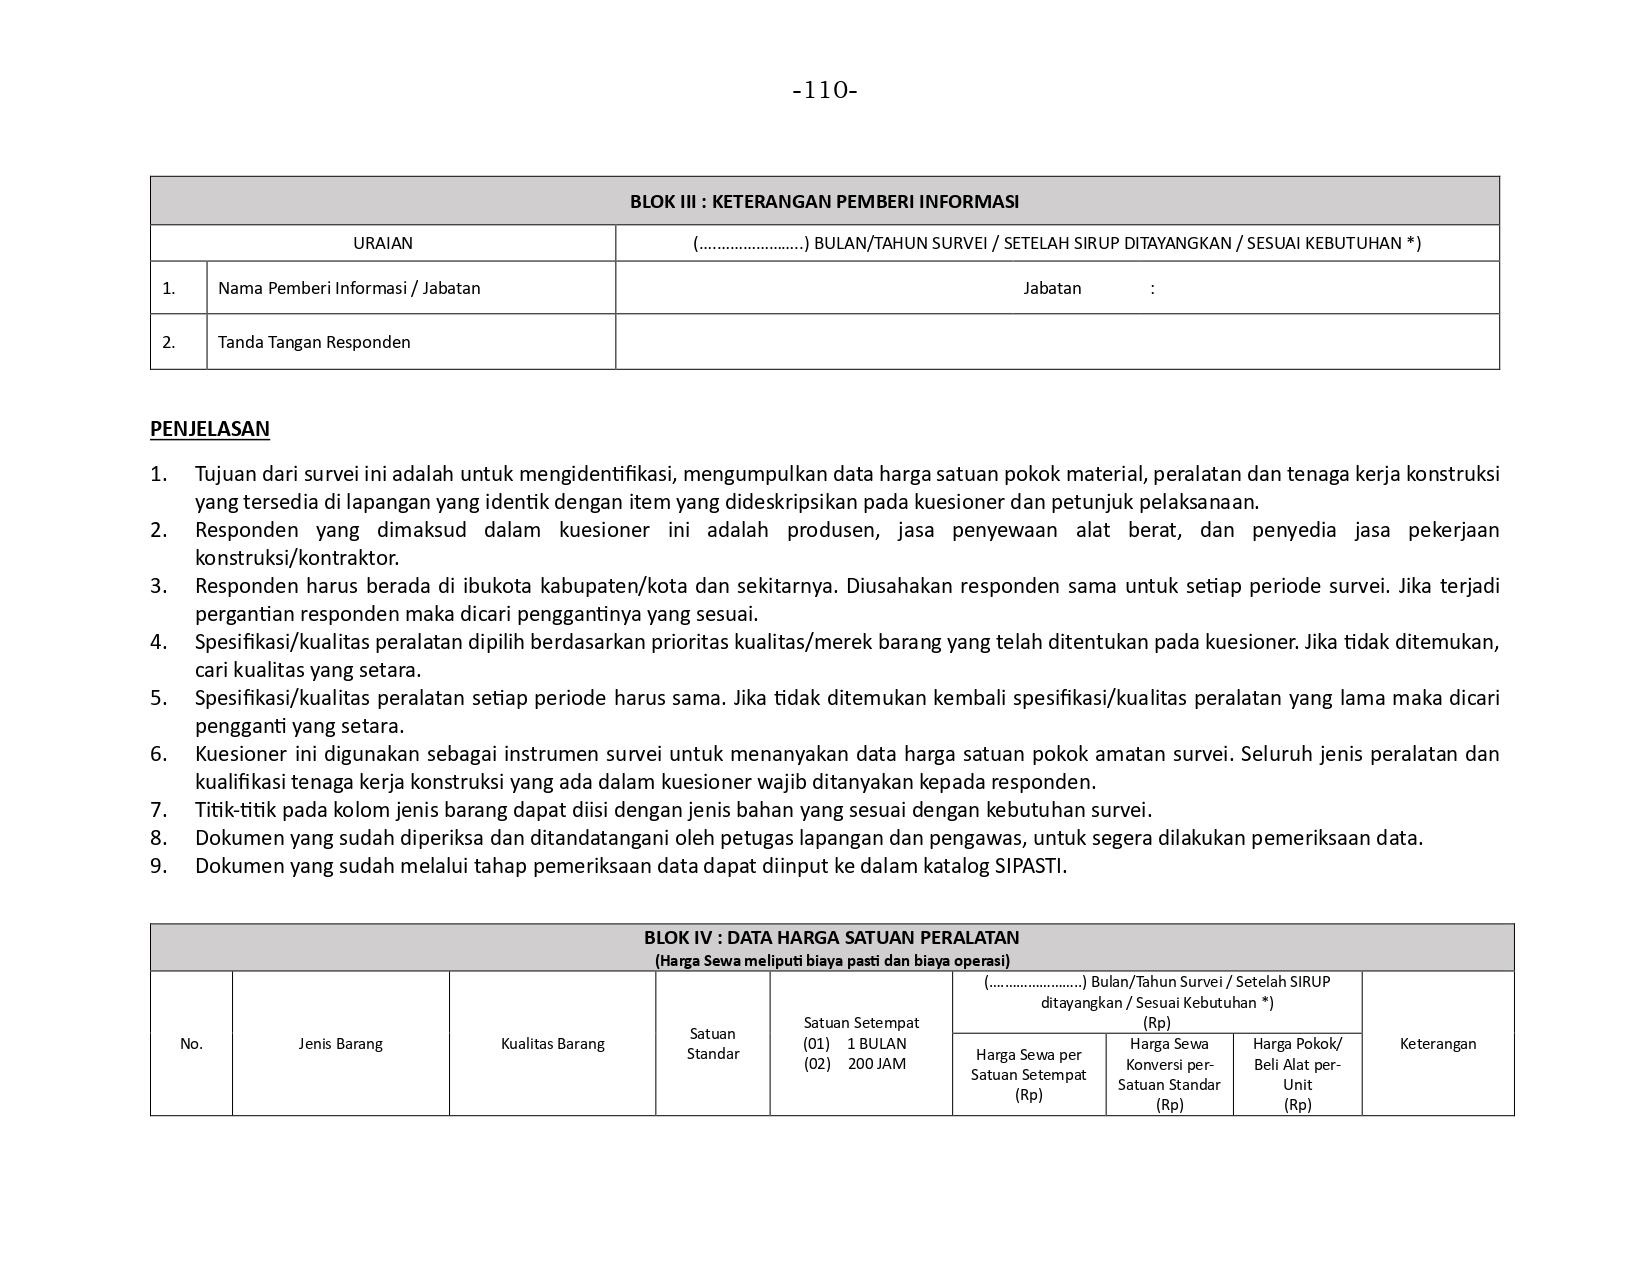 -110-
BLOK III : KETERANGAN PEMBERI INFORMASI
URAIAN
(.........................) BULAN/TAHUN SURVEI / SETELAH SIRUP DITAYANGKAN / SESUAI KEBUTUHAN *)
1. Nama Pemberi Informasi / Jabatan Jabatan :
2. Tanda Tangan Responden
PENJELASAN
1. Tujuan dari survei ini adalah untuk mengidentifikasi, mengumpulkan data harga satuan pokok material, peralatan dan tenaga kerja konstruksi
yang tersedia di lapangan yang identik dengan item yang dideskripsikan pada kuesioner dan petunjuk pelaksanaan.
2. Responden yang dimaksud dalam kuesioner ini adalah produsen, jasa penyewaan alat berat, dan penyedia jasa pekerjaan
konstruksi/kontraktor.
3. Responden harus berada di ibukota kabupaten/kota dan sekitarnya. Diusahakan responden sama untuk setiap periode survei. Jika terjadi
pergantian responden maka dicari penggantinya yang sesuai.
4. Spesifikasi/kualitas peralatan dipilih berdasarkan prioritas kualitas/merek barang yang telah ditentukan pada kuesioner. Jika tidak ditemukan,
cari kualitas yang setara.
5. Spesifikasi/kualitas peralatan setiap periode harus sama. Jika tidak ditemukan kembali spesifikasi/kualitas peralatan yang lama maka dicari
pengganti yang setara.
6. Kuesioner ini digunakan sebagai instrumen survei untuk menanyakan data harga satuan pokok amatan survei. Seluruh jenis peralatan dan
kualifikasi tenaga kerja konstruksi yang ada dalam kuesioner wajib ditanyakan kepada responden.
7. Titik-titik pada kolom jenis barang dapat diisi dengan jenis bahan yang sesuai dengan kebutuhan survei.
8. Dokumen yang sudah diperiksa dan ditandatangani oleh petugas lapangan dan pengawas, untuk segera dilakukan pemeriksaan data.
9. Dokumen yang sudah melalui tahap pemeriksaan data dapat diinput ke dalam katalog SIPASTI.
BLOK IV : DATA HARGA SATUAN PERALATAN
(Harga Sewa meliputi biaya pasti dan biaya operasi)
No.
Jenis Barang
Kualitas Barang
Satuan
Standar
Satuan Setempat
(01) 1 BULAN
(02) 200 JAM
(.........................) Bulan/Tahun Survei / Setelah SIRUP
ditayangkan / Sesuai Kebutuhan *)
(Rp)
Harga Sewa per
Satuan Setempat
(Rp)
Harga Sewa
Konversi per-
Satuan Standar
(Rp)
Harga Pokok/
Beli Alat per-
Unit
(Rp)
Keterangan